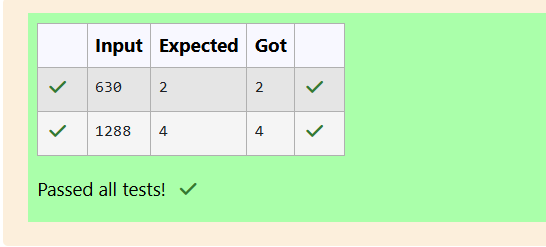 Input Expected Got
630 2 2
1288 4 4
Passed all tests!